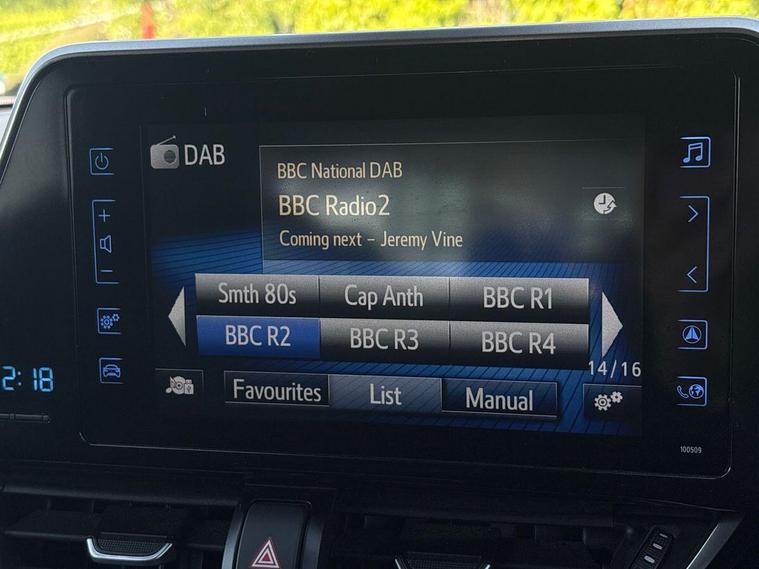 DAB
BBC National DAB
BBC Radio2
Coming next – Jeremy Vine
Smth 80s
Cap Anth
BBC R1
BBC R2
BBC R3
BBC R4
14/16
Favourites
List
Manual
2:18
100509